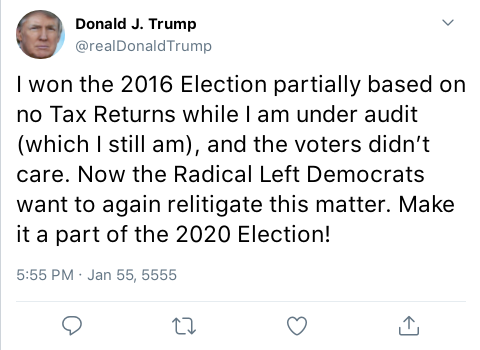 Donald J. Trump
@realDonaldTrump
I won the 2016 Election partially based on
no Tax Returns while I am under audit
(which I still am), and the voters didn't
care. Now the Radical Left Democrats
want to again relitigate this matter. Make
it a part of the 2020 Election!
5:55 PM · Jan 55, 5555